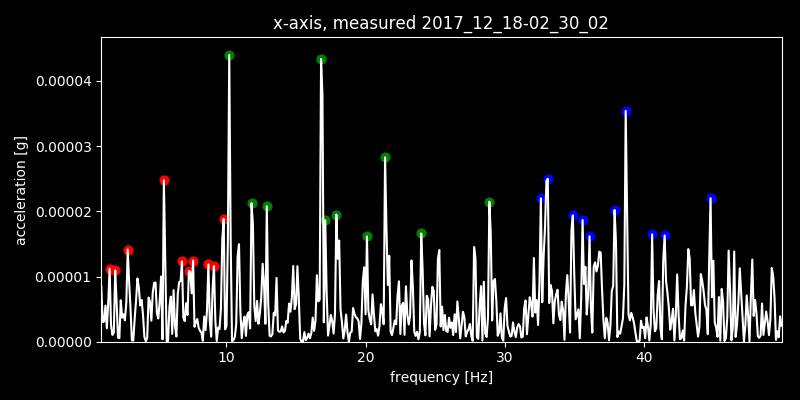 x-axis, measured 2017_12_18-02_30_02
acceleration [g]
0.00004
0.00003
0.00002
0.00001
0.00000
10 20 30 40
frequency [Hz]